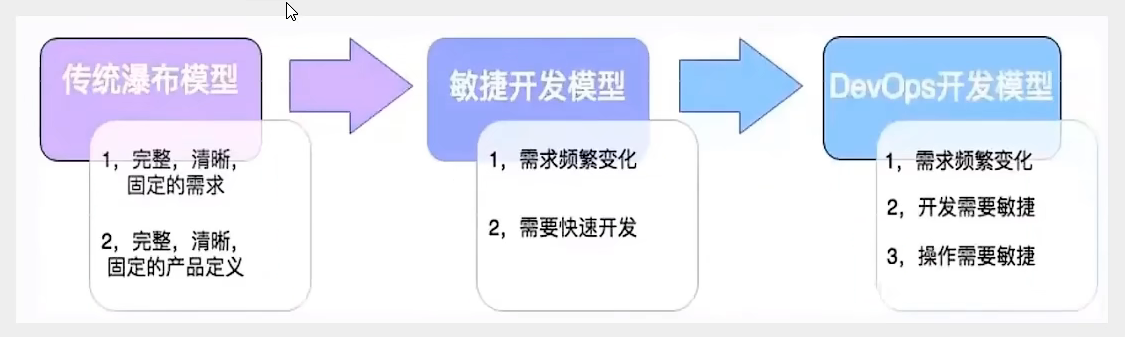 传统瀑布模型
1，完整，清晰，
固定的需求
2，完整，清晰，
固定的产品定义
敏捷开发模型
1，需求频繁变化
2，需要快速开发
DevOps开发模型
1，需求频繁变化
2，开发需要敏捷
3，操作需要敏捷